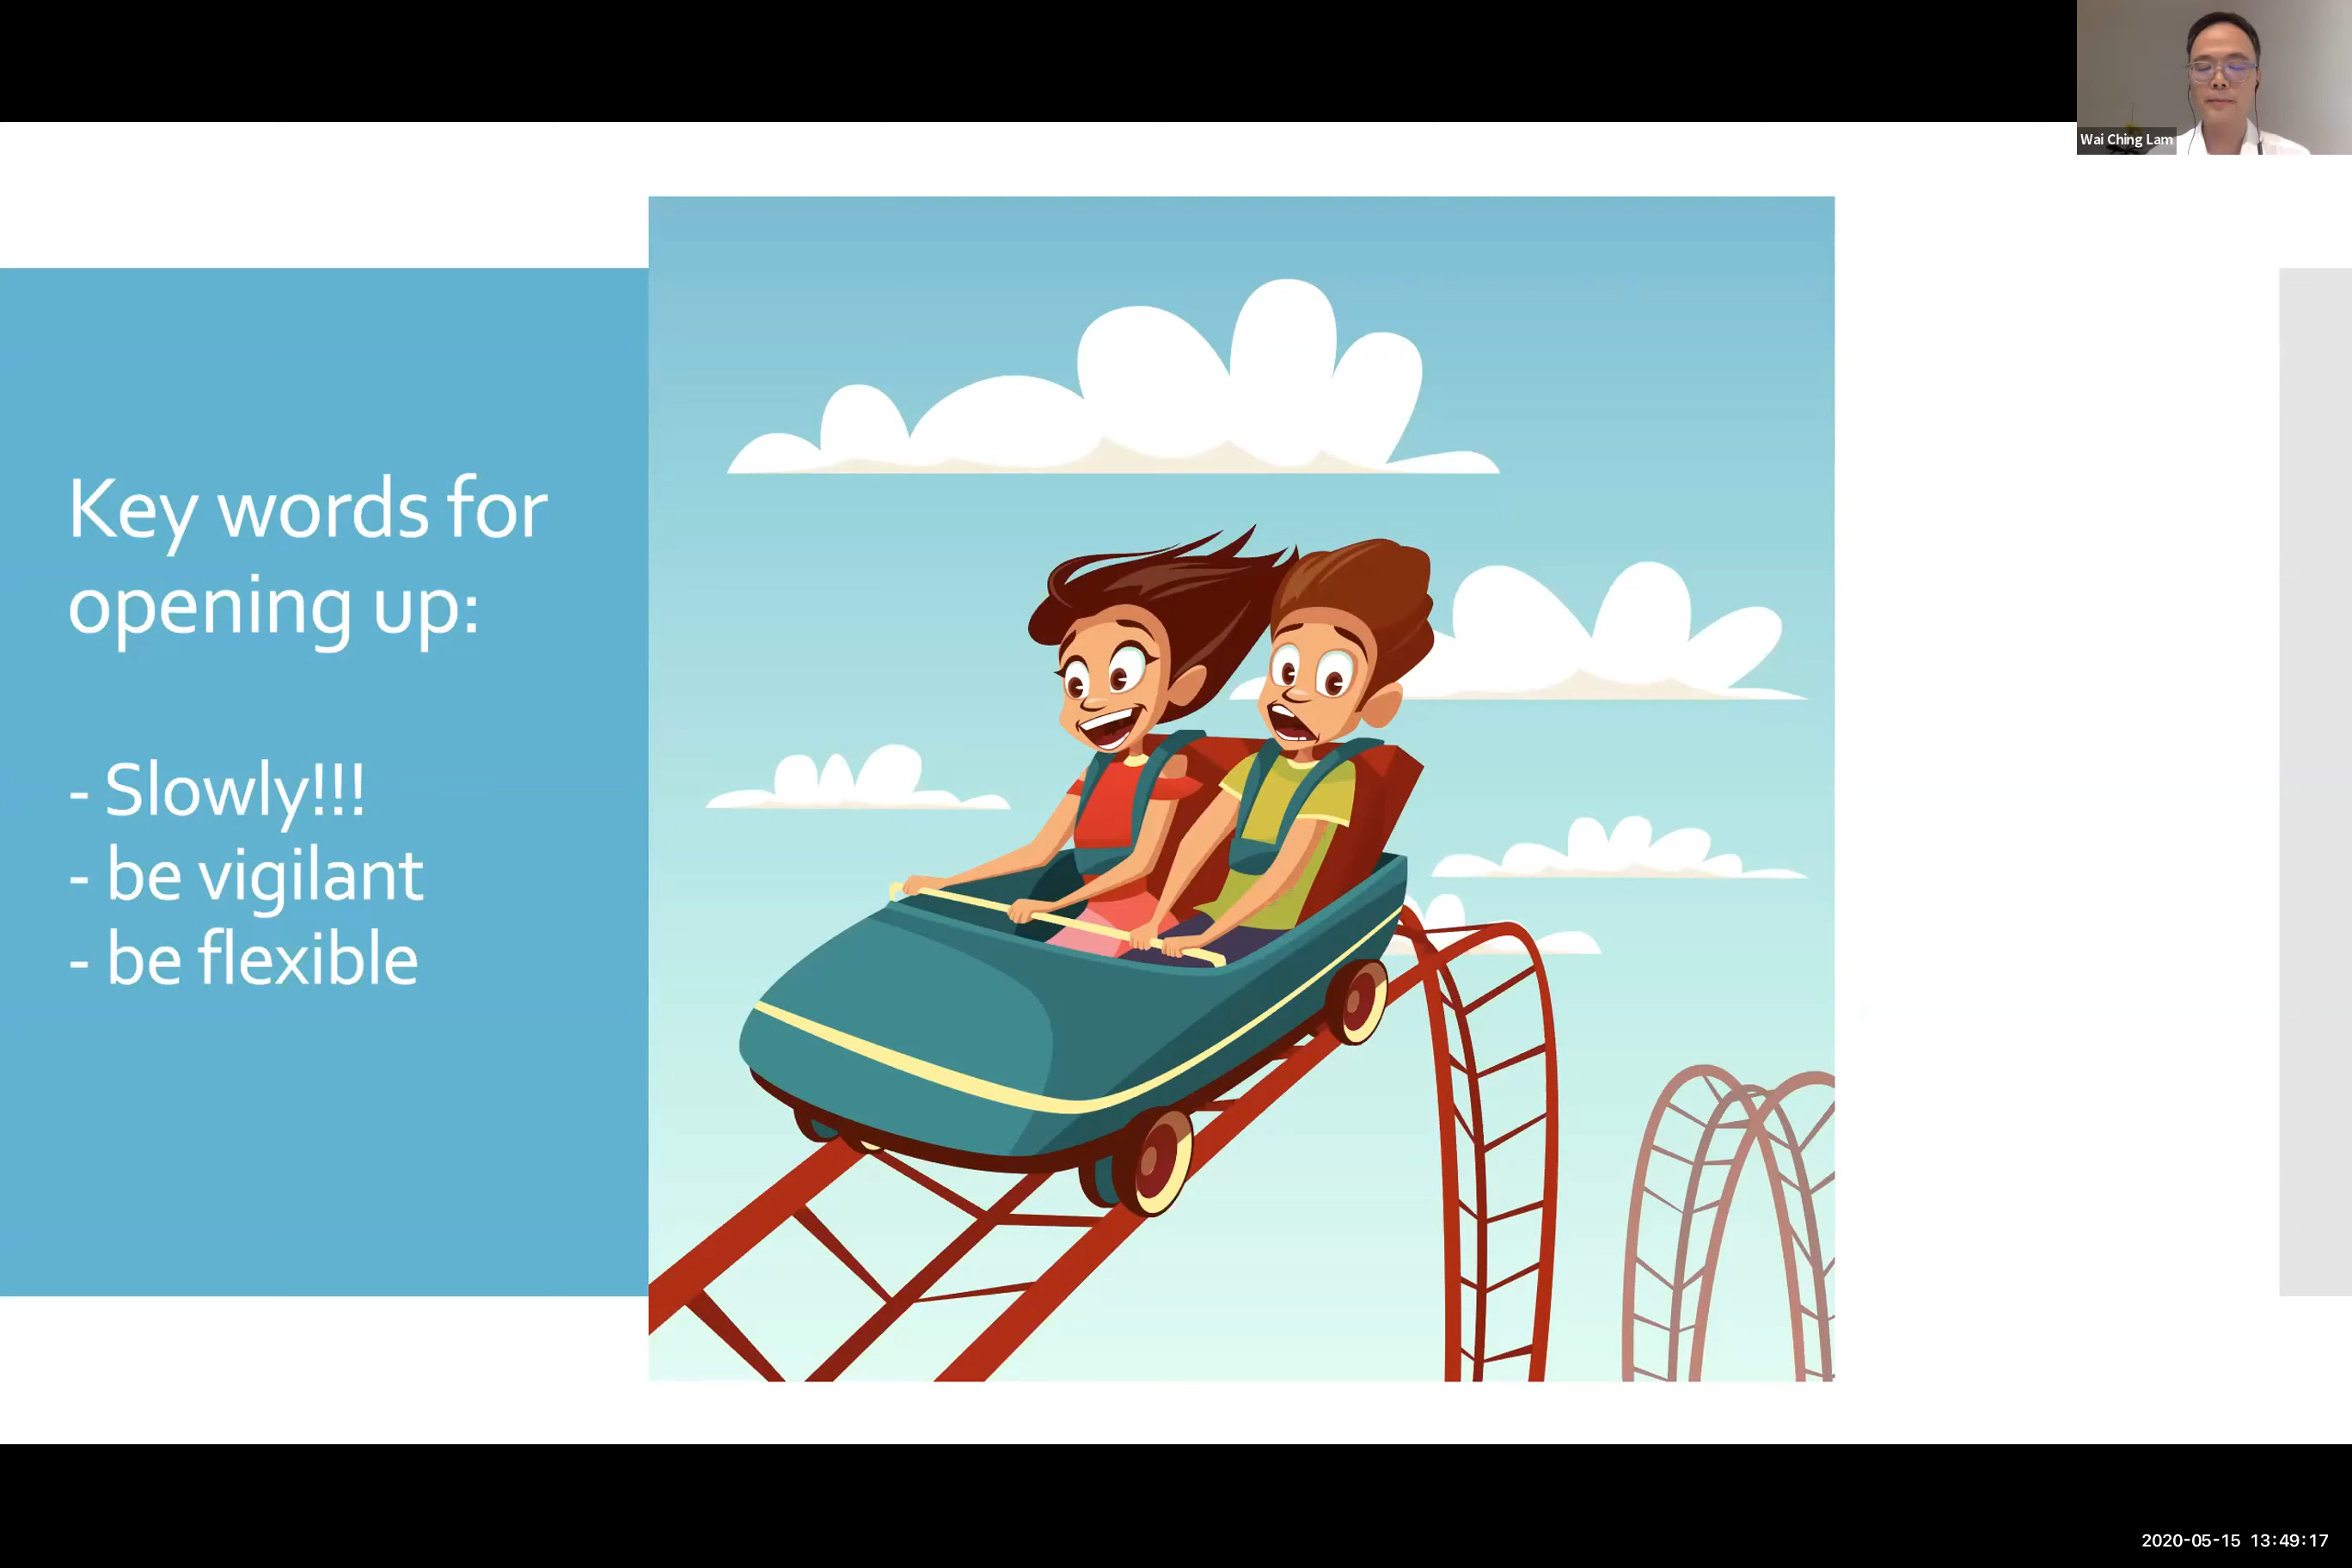 Wai Ching Lam
Key words for
opening up:
- Slowly!!!
- be vigilant
- be flexible
2020-05-15 13:49:17